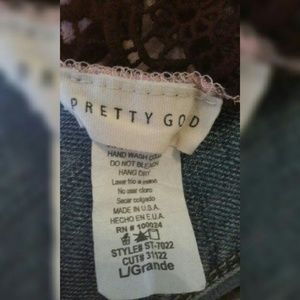 PRETTY GOD
HAND WASH COLD
DO NOT BLEACH
HANG DRY
Lavar frio a mano
No usar cloro
Secar colgado
MADE IN U.S.A.
HECHO EN E.U.A.
RN # 100024
STYLE# ST-7022
CUT# 31122
L/Grande